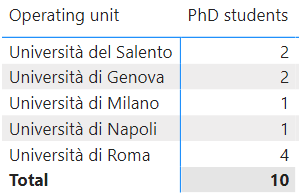 Operating unit PhD students
Università del Salento 2
Università di Genova 2
Università di Milano 1
Università di Napoli 1
Università di Roma 4
Total 10